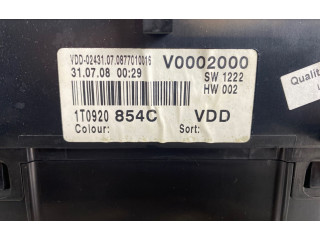 VDD-02431.07.0877010016
31.07.08 00:29
V0002000
SW 1222
HW 002
1T0920 854C VDD
Colour: Sort:
Quality